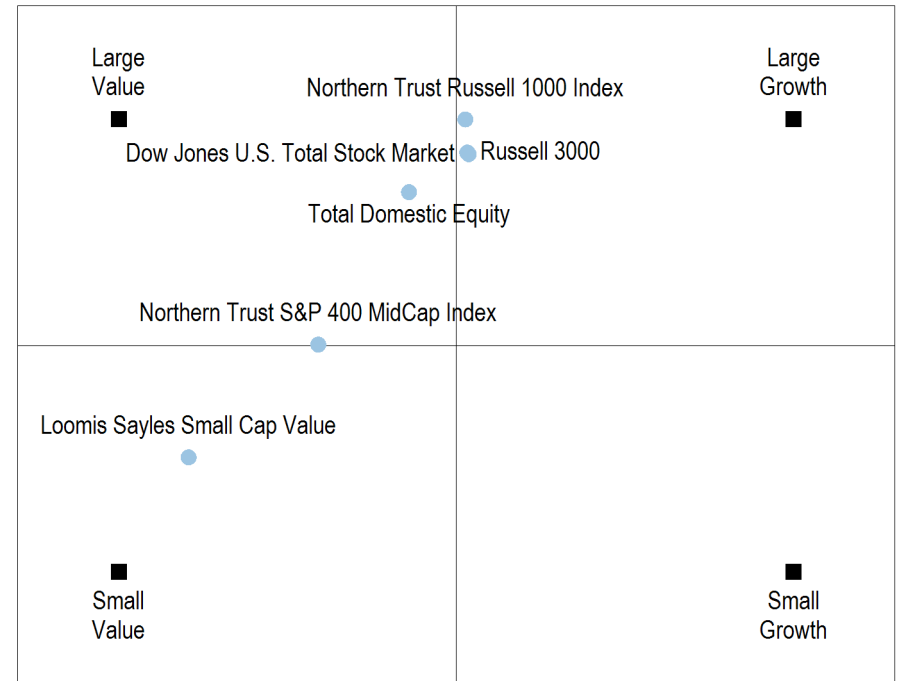 Large
Value
Large
Growth
Northern Trust Russell 1000 Index
Dow Jones U.S. Total Stock Market
Russell 3000
Total Domestic Equity
Northern Trust S&P 400 MidCap Index
Loomis Sayles Small Cap Value
Small
Value
Small
Growth